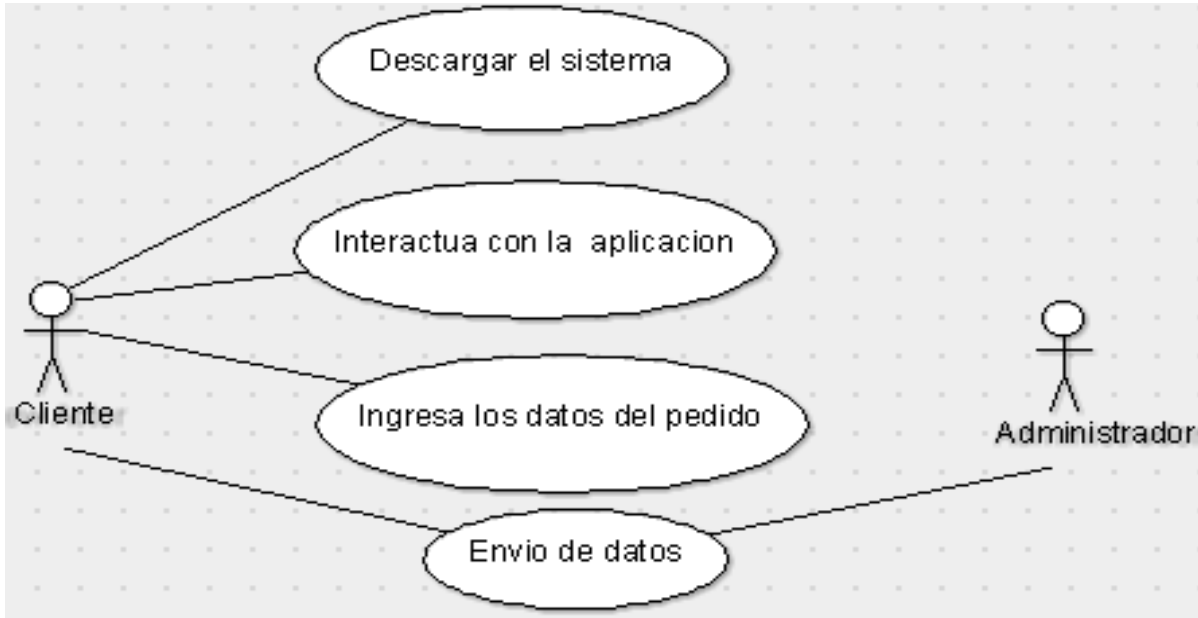 Descargar el sistema
Interactua con la aplicacion
Cliente
Ingresa los datos del pedido
Administrador
Envio de datos